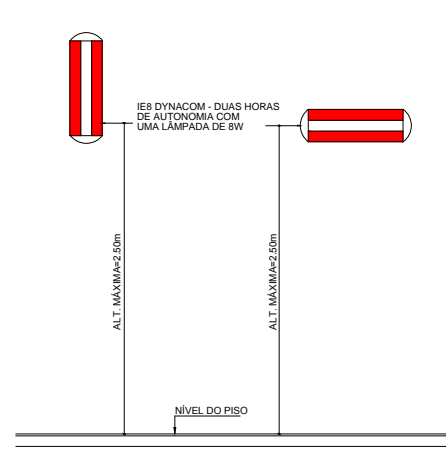 IE8 DYNACOM - DUAS HORAS
DE AUTONOMIA COM
UMA LÂMPADA DE 8W
ALT. MÁXIMA=2.50m
ALT. MÁXIMA=2.50m
NÍVEL DO PISO